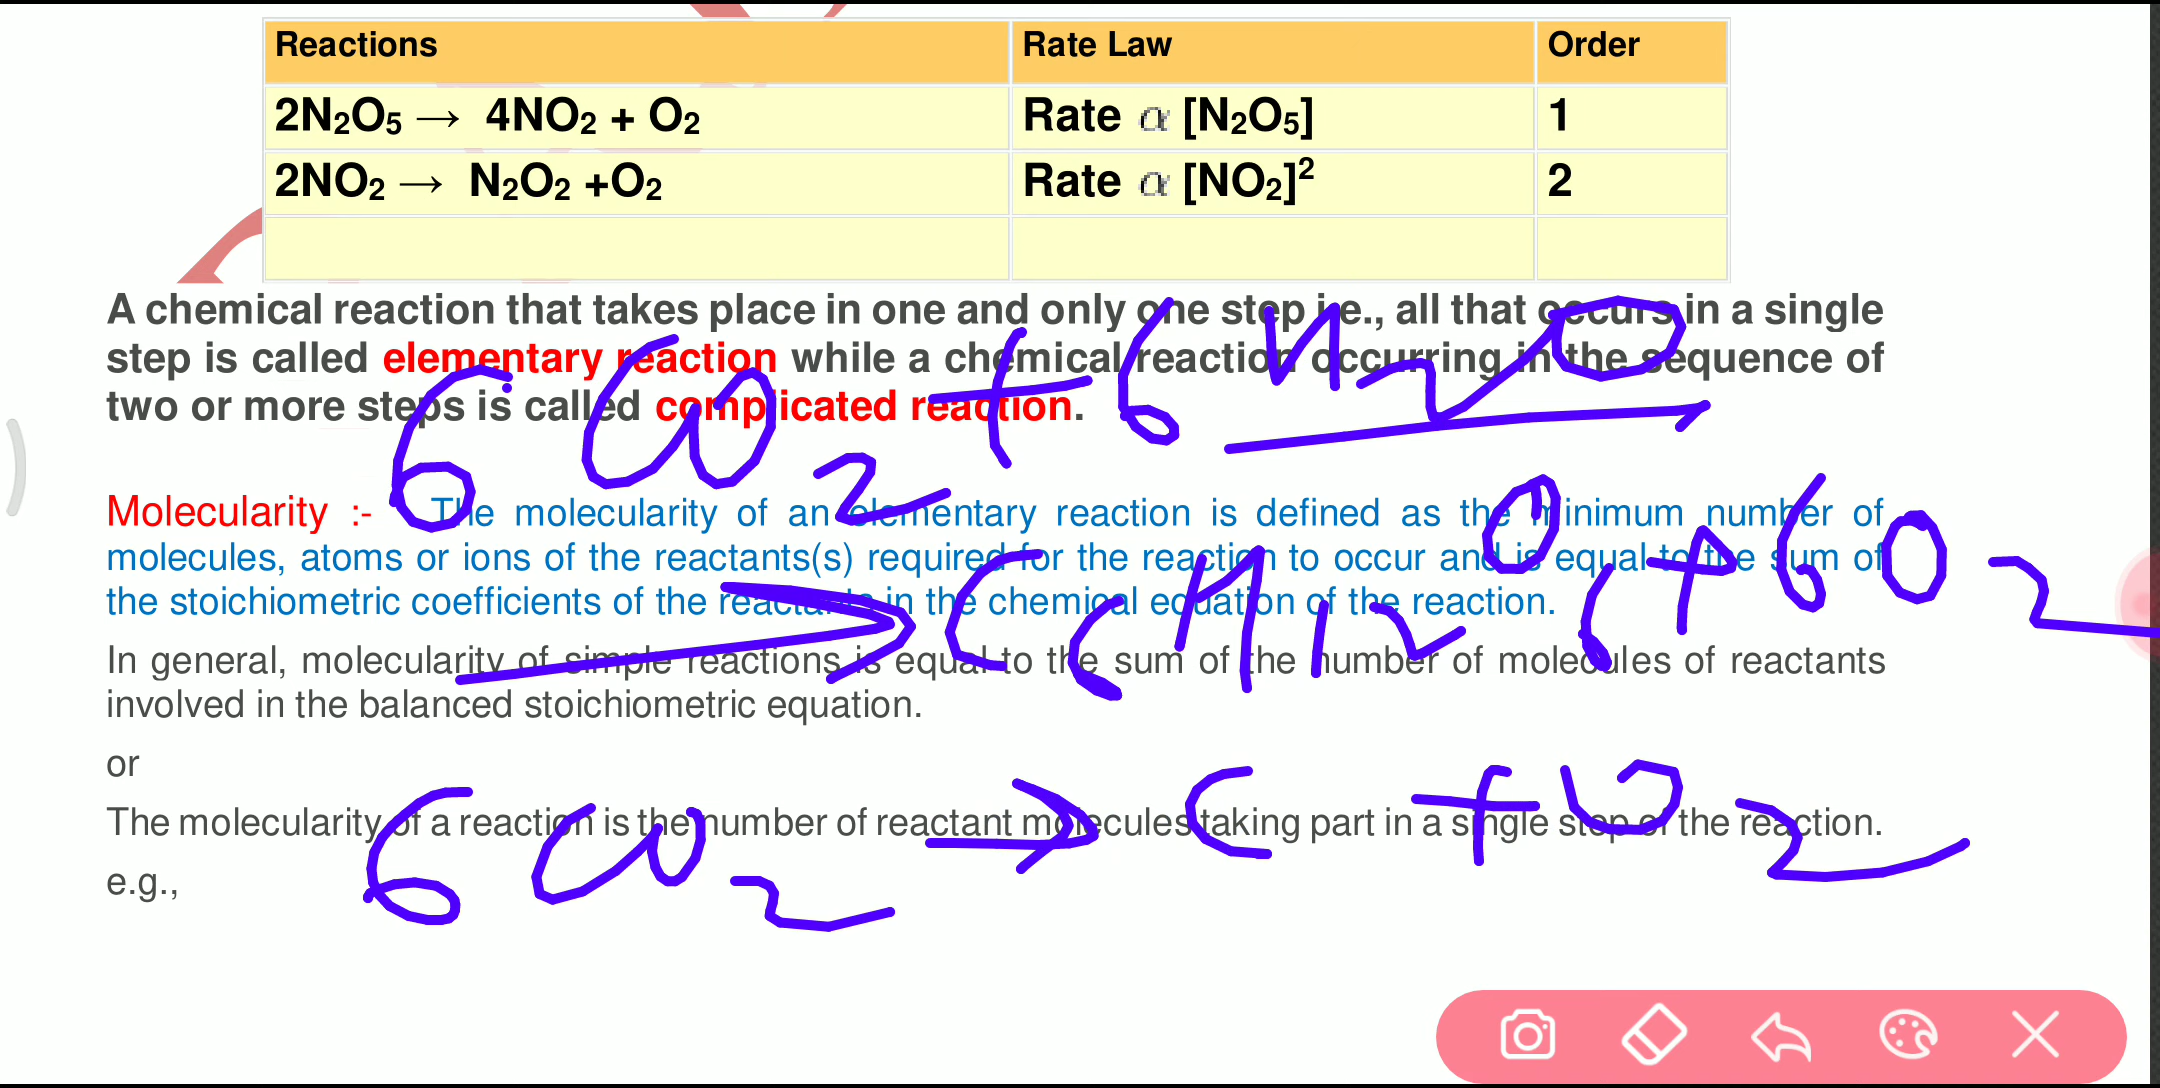 Reactions Rate Law Order
2N₂O₅ → 4NO₂ + O₂ Rate α [N₂O₅] 1
2NO₂ → N₂O₂ +O₂ Rate α [NO₂]² 2
A chemical reaction that takes place in one and only one step i.e., all that occurs in a single
step is called elementary reaction while a chemical reaction occurring in the sequence of
two or more steps is called complicated reaction.
6 CO₂ + 6 H₂O
Molecularity :- The molecularity of an elementary reaction is defined as the minimum number of
molecules, atoms or ions of the reactants(s) required for the reaction to occur and is equal to the sum of
the stoichiometric coefficients of the reactants in the chemical equation of the reaction.
→ C₆H₁₂O₆ + 6O₂
In general, molecularity of simple reactions is equal to the sum of the number of molecules of reactants
involved in the balanced stoichiometric equation.
or
The molecularity of a reaction is the number of reactant molecules taking part in a single step of the reaction.
6CO₂ → C + O₂
e.g.,